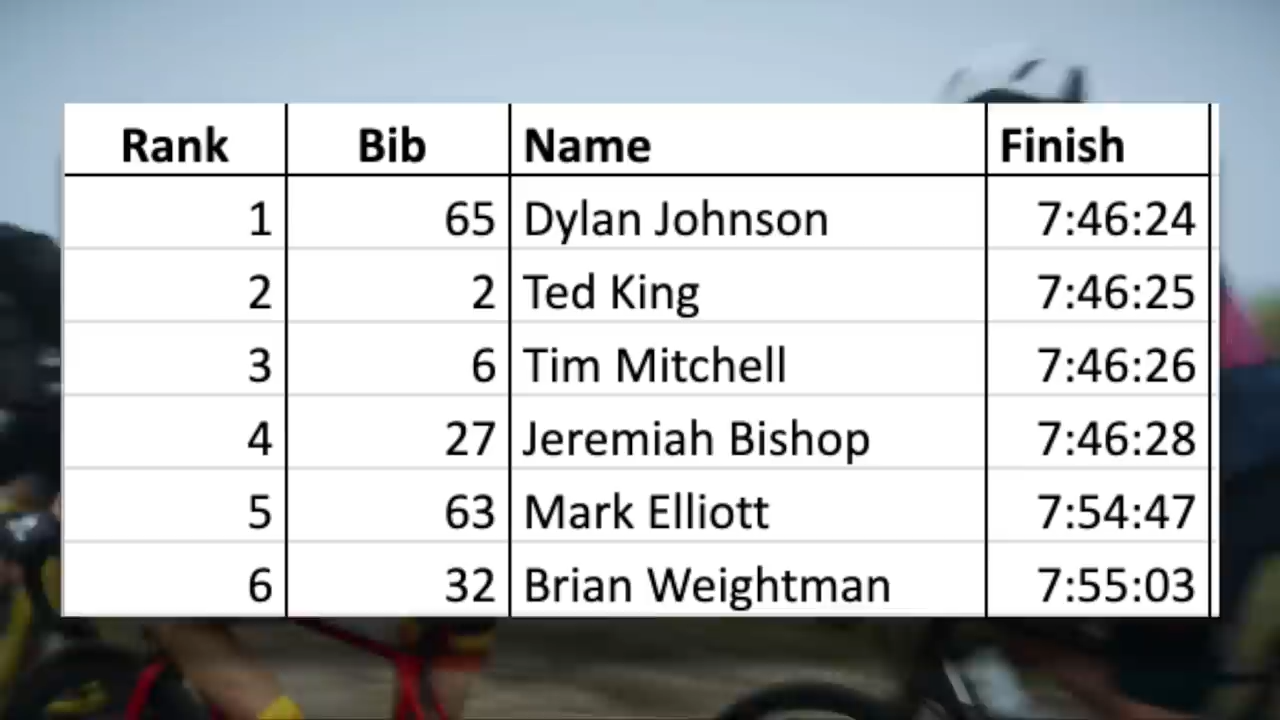 Rank Bib Name Finish
1 65 Dylan Johnson 7:46:24
2 2 Ted King 7:46:25
3 6 Tim Mitchell 7:46:26
4 27 Jeremiah Bishop 7:46:28
5 63 Mark Elliott 7:54:47
6 32 Brian Weightman 7:55:03